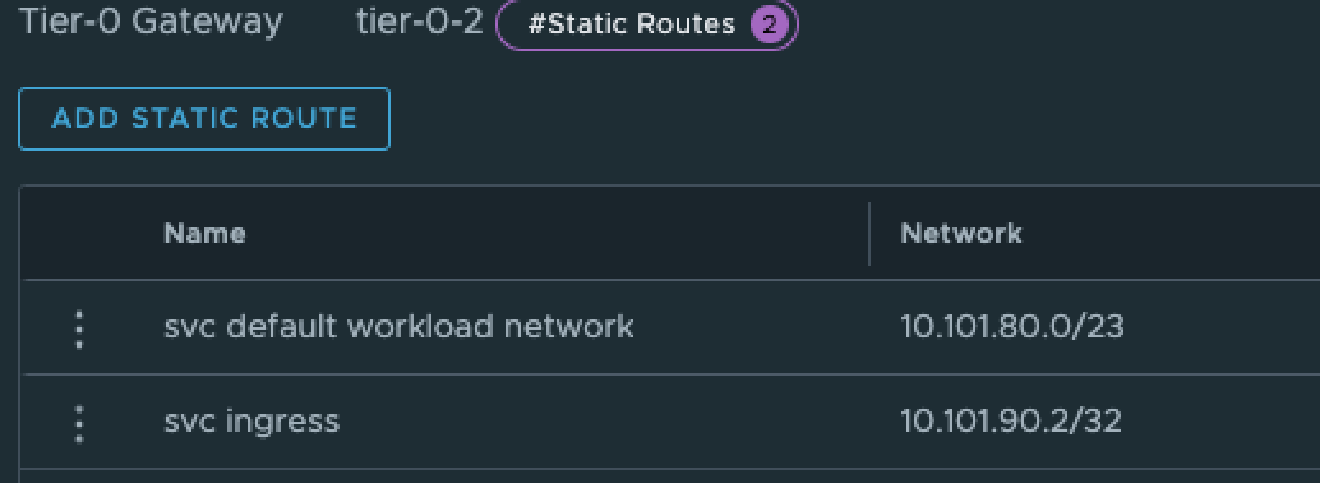 Tier-0 Gateway tier-0-2 #Static Routes 2
ADD STATIC ROUTE
Name Network
svc default workload network 10.101.80.0/23
svc ingress 10.101.90.2/32